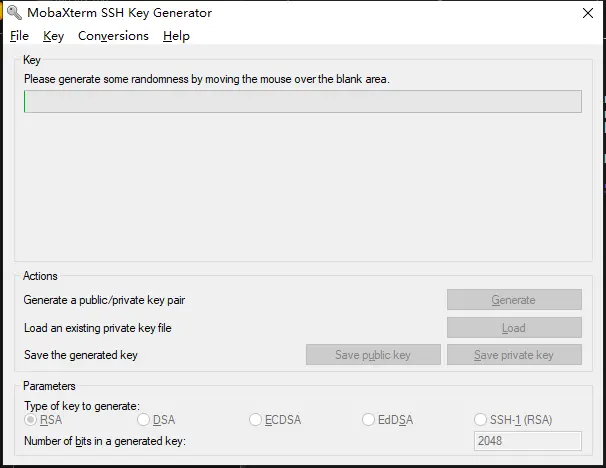 MobaXterm SSH Key Generator
File Key Conversions Help
Key
Please generate some randomness by moving the mouse over the blank area.
Actions
Generate a public/private key pair Generate
Load an existing private key file Load
Save the generated key Save public key Save private key
Parameters
Type of key to generate:
RSA DSA ECDSA EdDSA SSH-1 (RSA)
Number of bits in a generated key: 2048